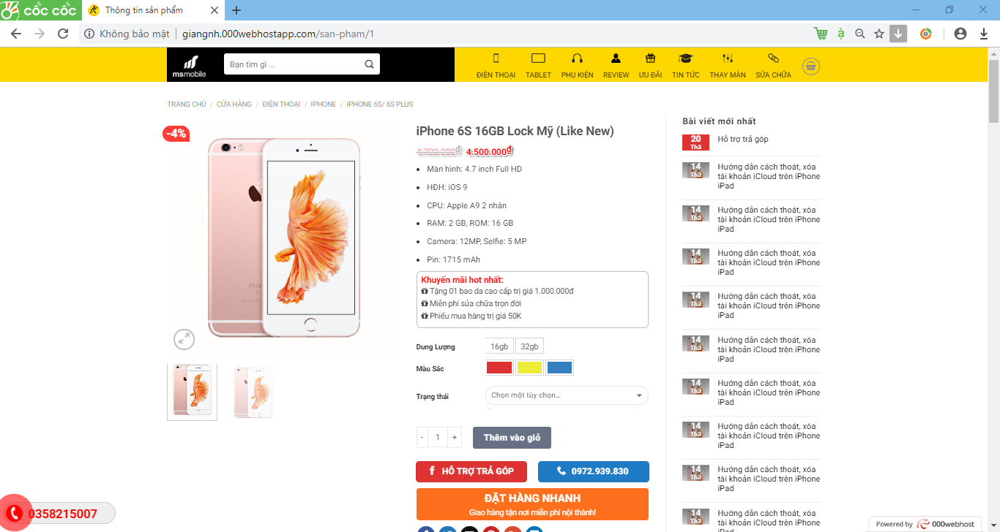 cốc cốc
Thông tin sản phẩm
Không bảo mật
giangnh.000webhostapp.com/san-pham/1
msmobile
Bạn tìm gì ...
ĐIỆN THOẠI
TABLET
PHỤ KIỆN
REVIEW
ƯU ĐÃI
TIN TỨC
THAY MÀN
SỬA CHỮA
TRANG CHỦ / CỬA HÀNG / ĐIỆN THOẠI / IPHONE / IPHONE 6S/ 6S PLUS
-4%
iPhone
iPhone 6S 16GB Lock Mỹ (Like New)
4.700.000₫ 4.500.000₫
Màn hình: 4.7 inch Full HD
HĐH: iOS 9
CPU: Apple A9 2 nhân
RAM: 2 GB, ROM: 16 GB
Camera: 12MP, Selfie: 5 MP
Pin: 1715 mAh
Khuyến mãi hot nhất:
Tặng 01 bao da cao cấp trị giá 1.000.000đ
Miễn phí sửa chữa trọn đời
Phiếu mua hàng trị giá 50K
Dung Lượng 16gb 32gb
Màu Sắc
Trạng thái Chọn một tùy chọn...
- 1 + Thêm vào giỏ
HỖ TRỢ TRẢ GÓP
0972.939.830
ĐẶT HÀNG NHANH
Giao hàng tận nơi miễn phí nội thành!
0358215007
Bài viết mới nhất
20
Th3
Hỗ trợ trả góp
14
Th3
Hướng dẫn cách thoát, xóa
tài khoản iCloud trên iPhone
iPad
14
Th3
Hướng dẫn cách thoát, xóa
tài khoản iCloud trên iPhone
iPad
14
Th3
Hướng dẫn cách thoát, xóa
tài khoản iCloud trên iPhone
iPad
14
Th3
Hướng dẫn cách thoát, xóa
tài khoản iCloud trên iPhone
iPad
14
Th3
Hướng dẫn cách thoát, xóa
tài khoản iCloud trên iPhone
iPad
14
Th3
Hướng dẫn cách thoát, xóa
tài khoản iCloud trên iPhone
iPad
14
Th3
Hướng dẫn cách thoát, xóa
tài khoản iCloud trên iPhone
iPad
14
Th3
Hướng dẫn cách thoát, xóa
tài khoản iCloud trên iPhone
iPad
14
Th3
Hướng dẫn cách thoát, xóa
tài khoản iCloud trên iPhone
Powered by 000webhost